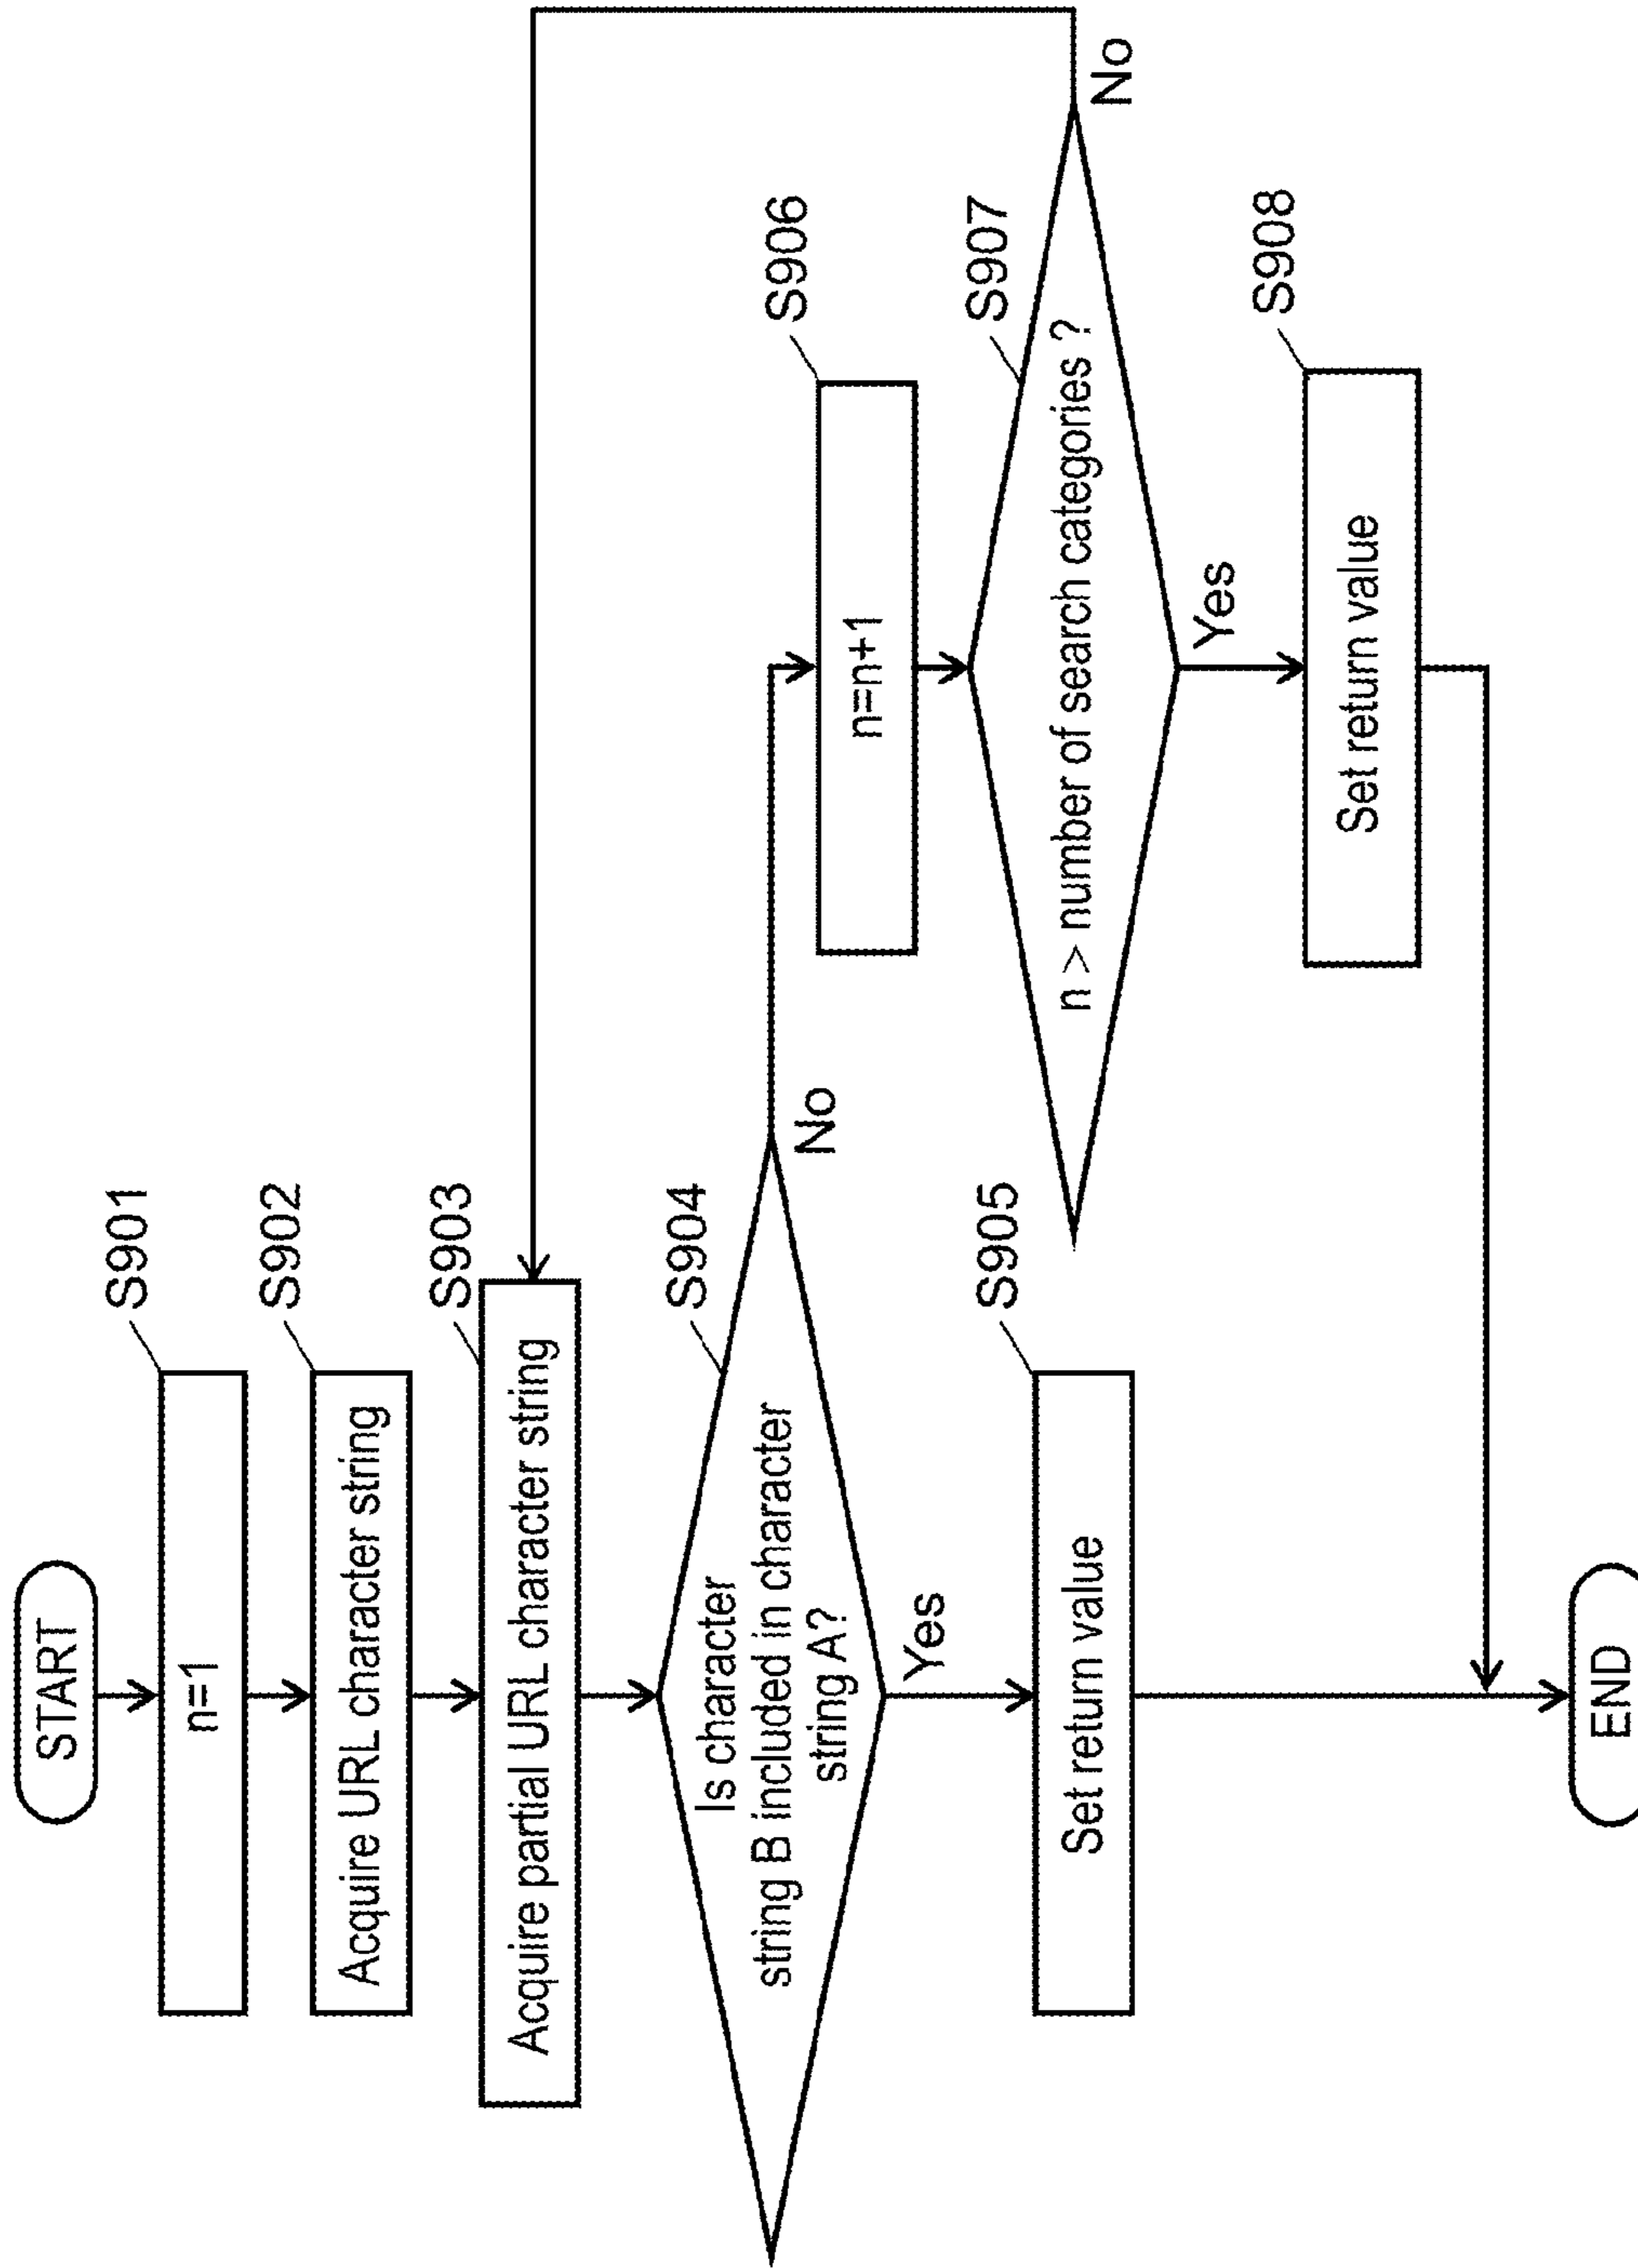 START
S901
n=1
S902
Acquire URL character string
S903
Acquire partial URL character string
S904
Is character
string B included in character
string A?
No
Yes
S905
Set return value
S906
n=n+1
S907
n > number of search categories ?
No
Yes
S908
Set return value
END